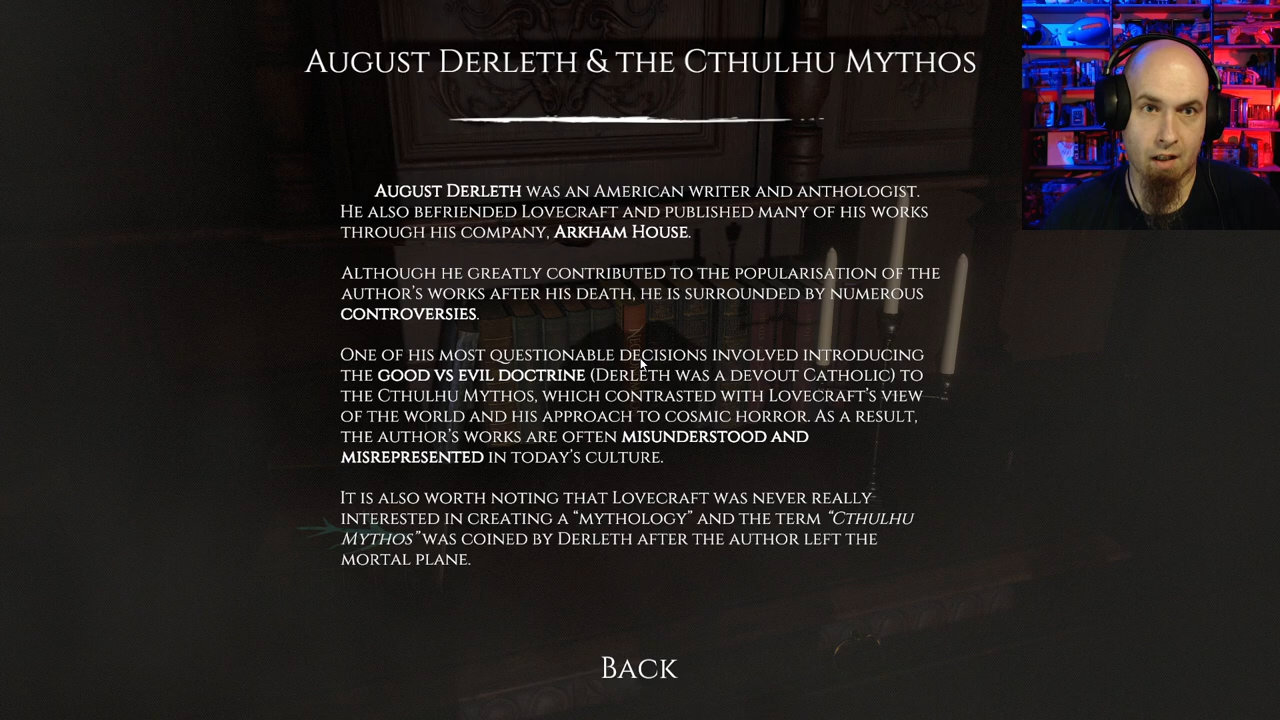 August Derleth & the Cthulhu Mythos
August Derleth was an American writer and anthologist.
He also befriended Lovecraft and published many of his works
through his company, Arkham House.
Although he greatly contributed to the popularisation of the
author's works after his death, he is surrounded by numerous
controversies.
One of his most questionable decisions involved introducing
the good vs evil doctrine (Derleth was a devout Catholic) to
the Cthulhu Mythos, which contrasted with Lovecraft's view
of the world and his approach to cosmic horror. As a result,
the author's works are often misunderstood and
misrepresented in today's culture.
It is also worth noting that Lovecraft was never really
interested in creating a “mythology” and the term “Cthulhu
Mythos” was coined by Derleth after the author left the
mortal plane.
Back